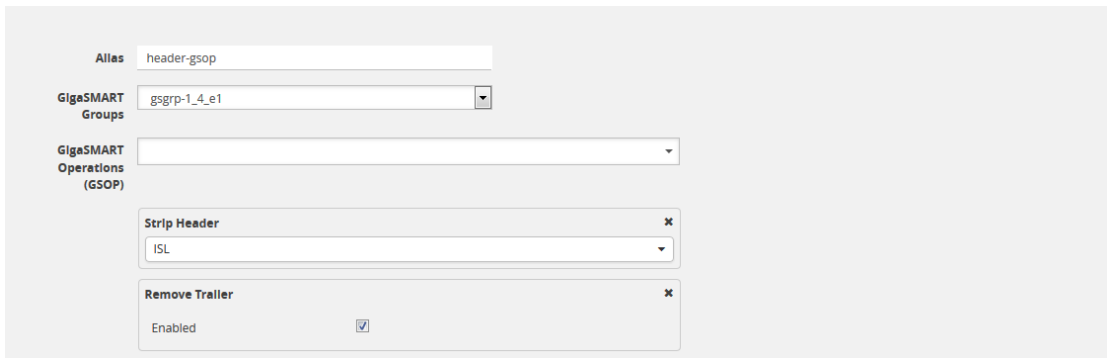 Alias header-gsop
GigaSMART gsgrp-1_4_e1
Groups
GigaSMART
Operations
(GSOP)
Strip Header
ISL
Remove Trailer
Enabled